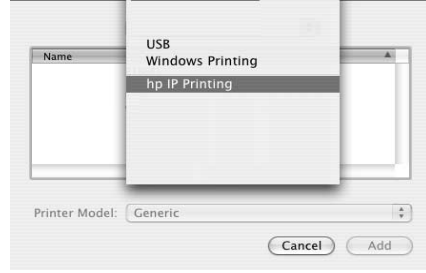 USB
Windows Printing
Name
hp IP Printing
Printer Model: Generic
Cancel Add